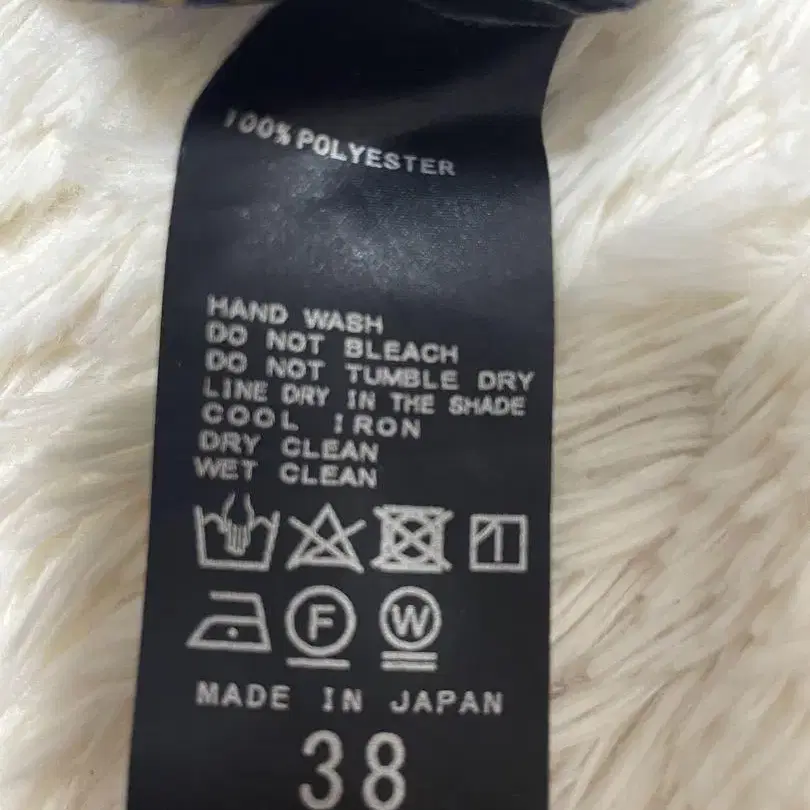 100% POLYESTER
HAND WASH
DO NOT BLEACH
DO NOT TUMBLE DRY
LINE DRY IN THE SHADE
COOL IRON
DRY CLEAN
WET CLEAN
F W
MADE IN JAPAN
38